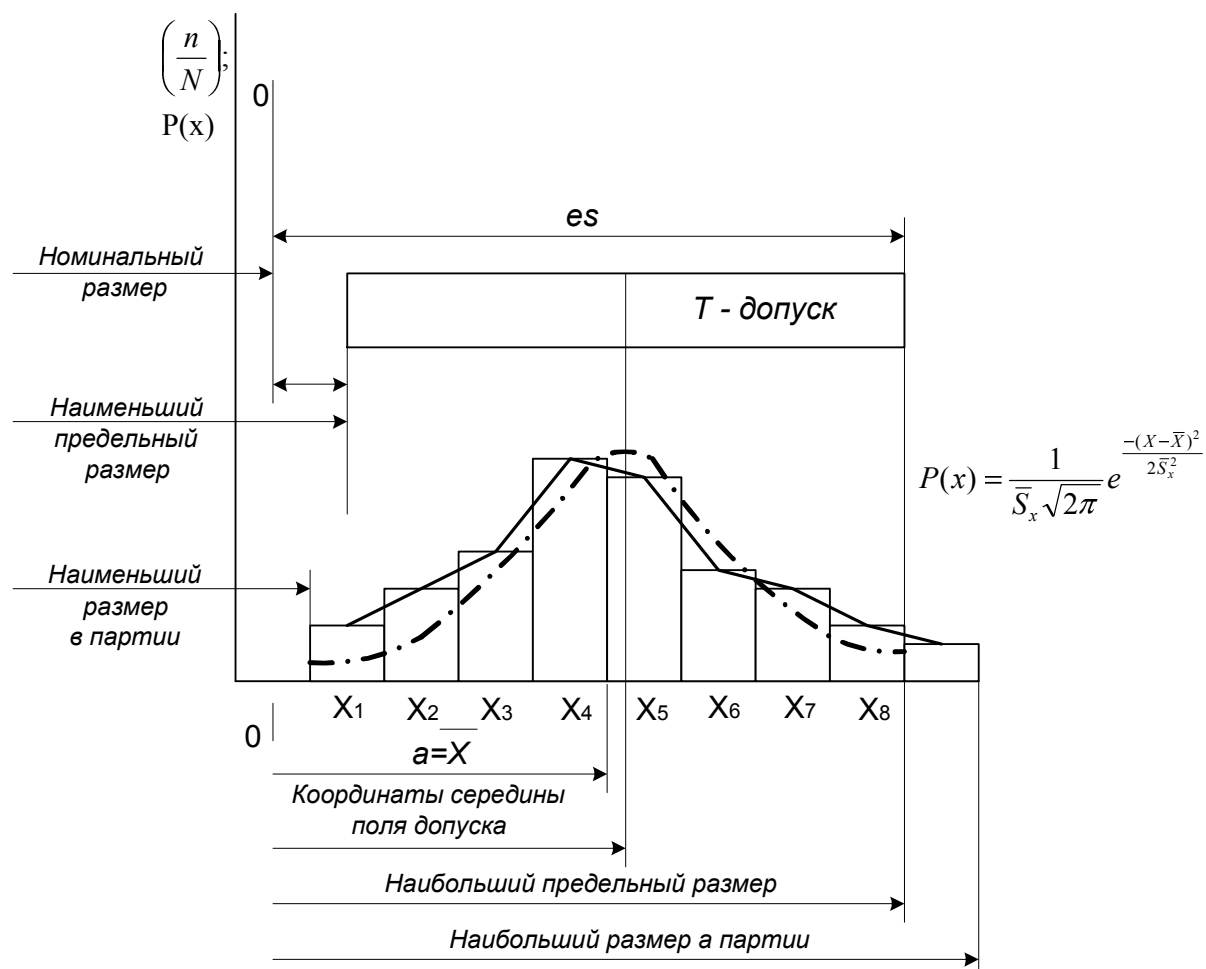 (n/N);
P(x)
0
es
Номинальный
размер
T - допуск
Наименьший
предельный
размер
P(x) = 1/(S̅ₓ√(2π)) e^(−(X−X̅)²/(2S̅ₓ²))
Наименьший
размер
в партии
X1 X2 X3 X4 X5 X6 X7 X8
0
a=X̅
Координаты середины
поля допуска
Наибольший предельный размер
Наибольший размер а партии